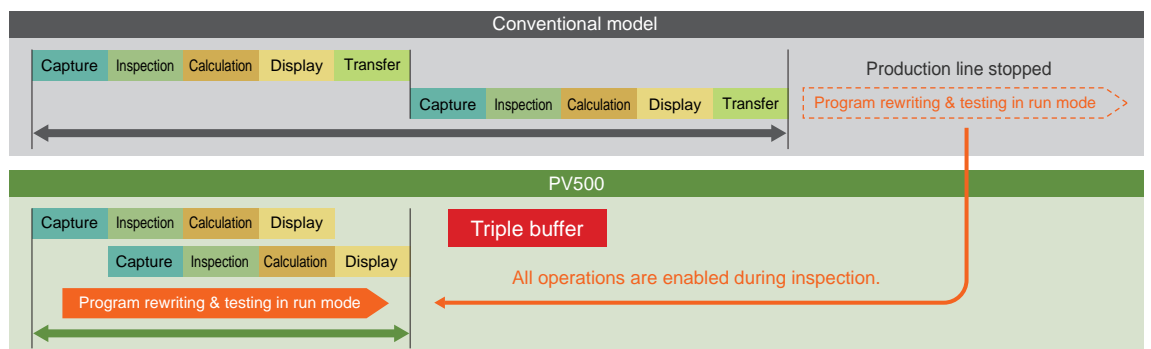 Conventional model
Capture Inspection Calculation Display Transfer
Production line stopped
Capture Inspection Calculation Display Transfer
Program rewriting & testing in run mode
PV500
Capture Inspection Calculation Display
Triple buffer
Capture Inspection Calculation Display
All operations are enabled during inspection.
Program rewriting & testing in run mode